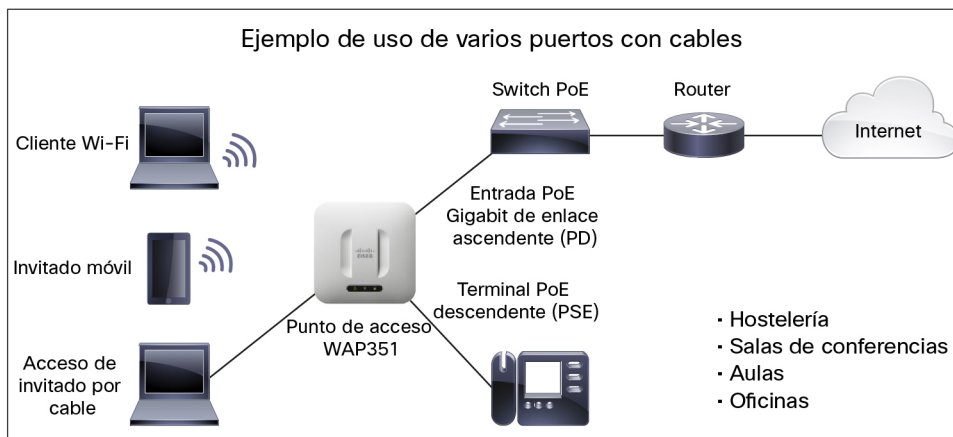 Ejemplo de uso de varios puertos con cables
Switch PoE
Router
Internet
Cliente Wi-Fi
Entrada PoE
Gigabit de enlace
ascendente (PD)
Invitado móvil
Terminal PoE
descendente (PSE)
Punto de acceso
WAP351
Acceso de
invitado por
cable
· Hostelería
· Salas de conferencias
· Aulas
· Oficinas